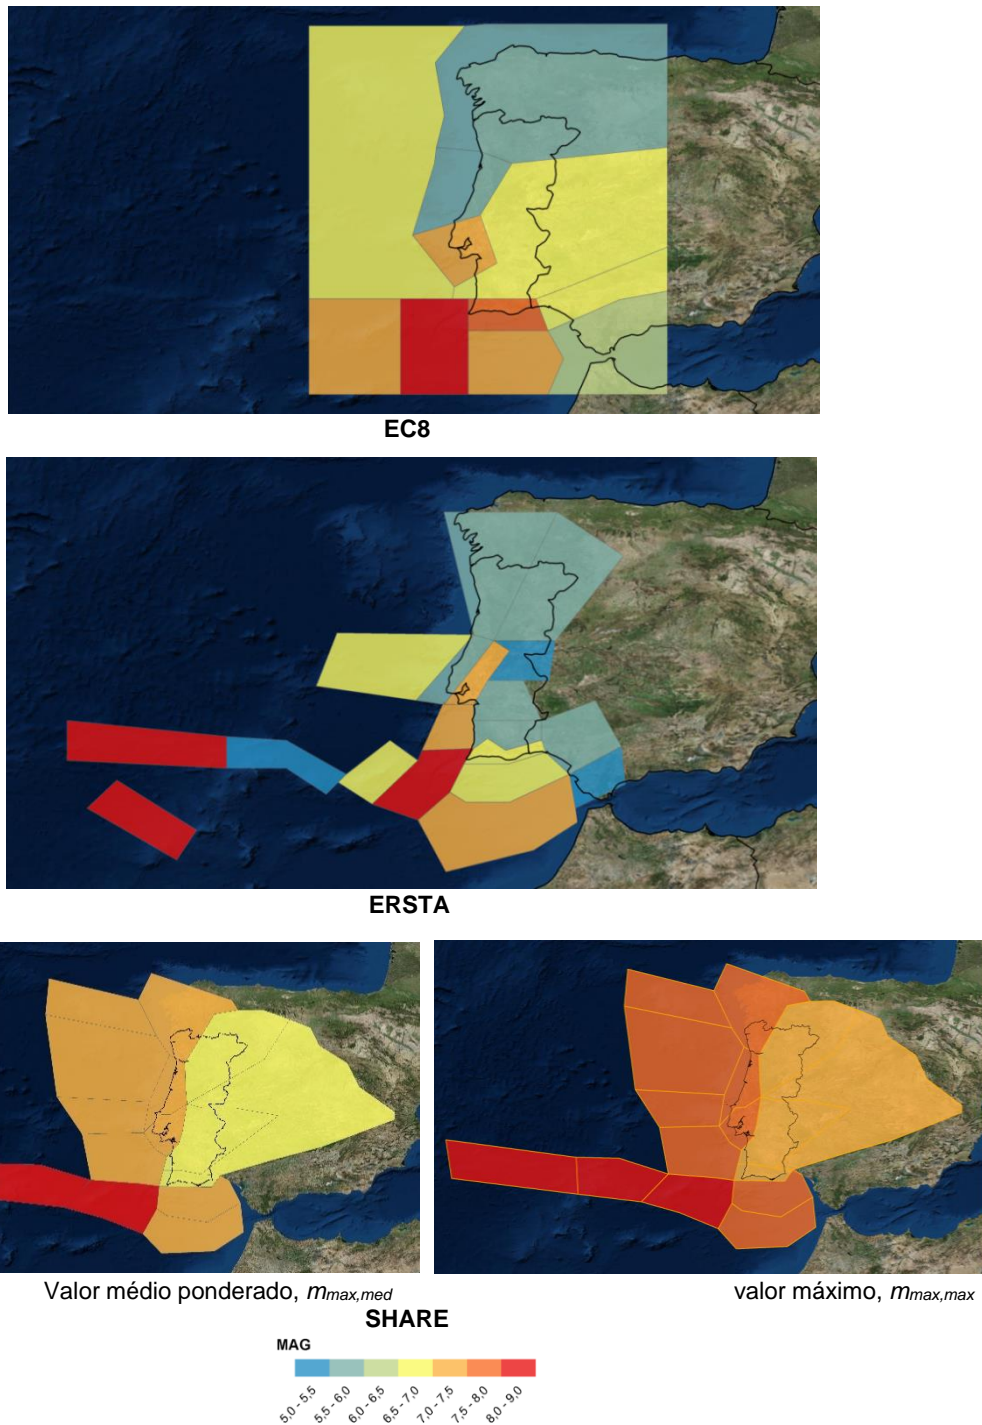 EC8
ERSTA
Valor médio ponderado, mmax,med
valor máximo, mmax,max
SHARE
MAG
5,0 - 5,5
5,5 - 6,0
6,0 - 6,5
6,5 - 7,0
7,0 - 7,5
7,5 - 8,0
8,0 - 9,0